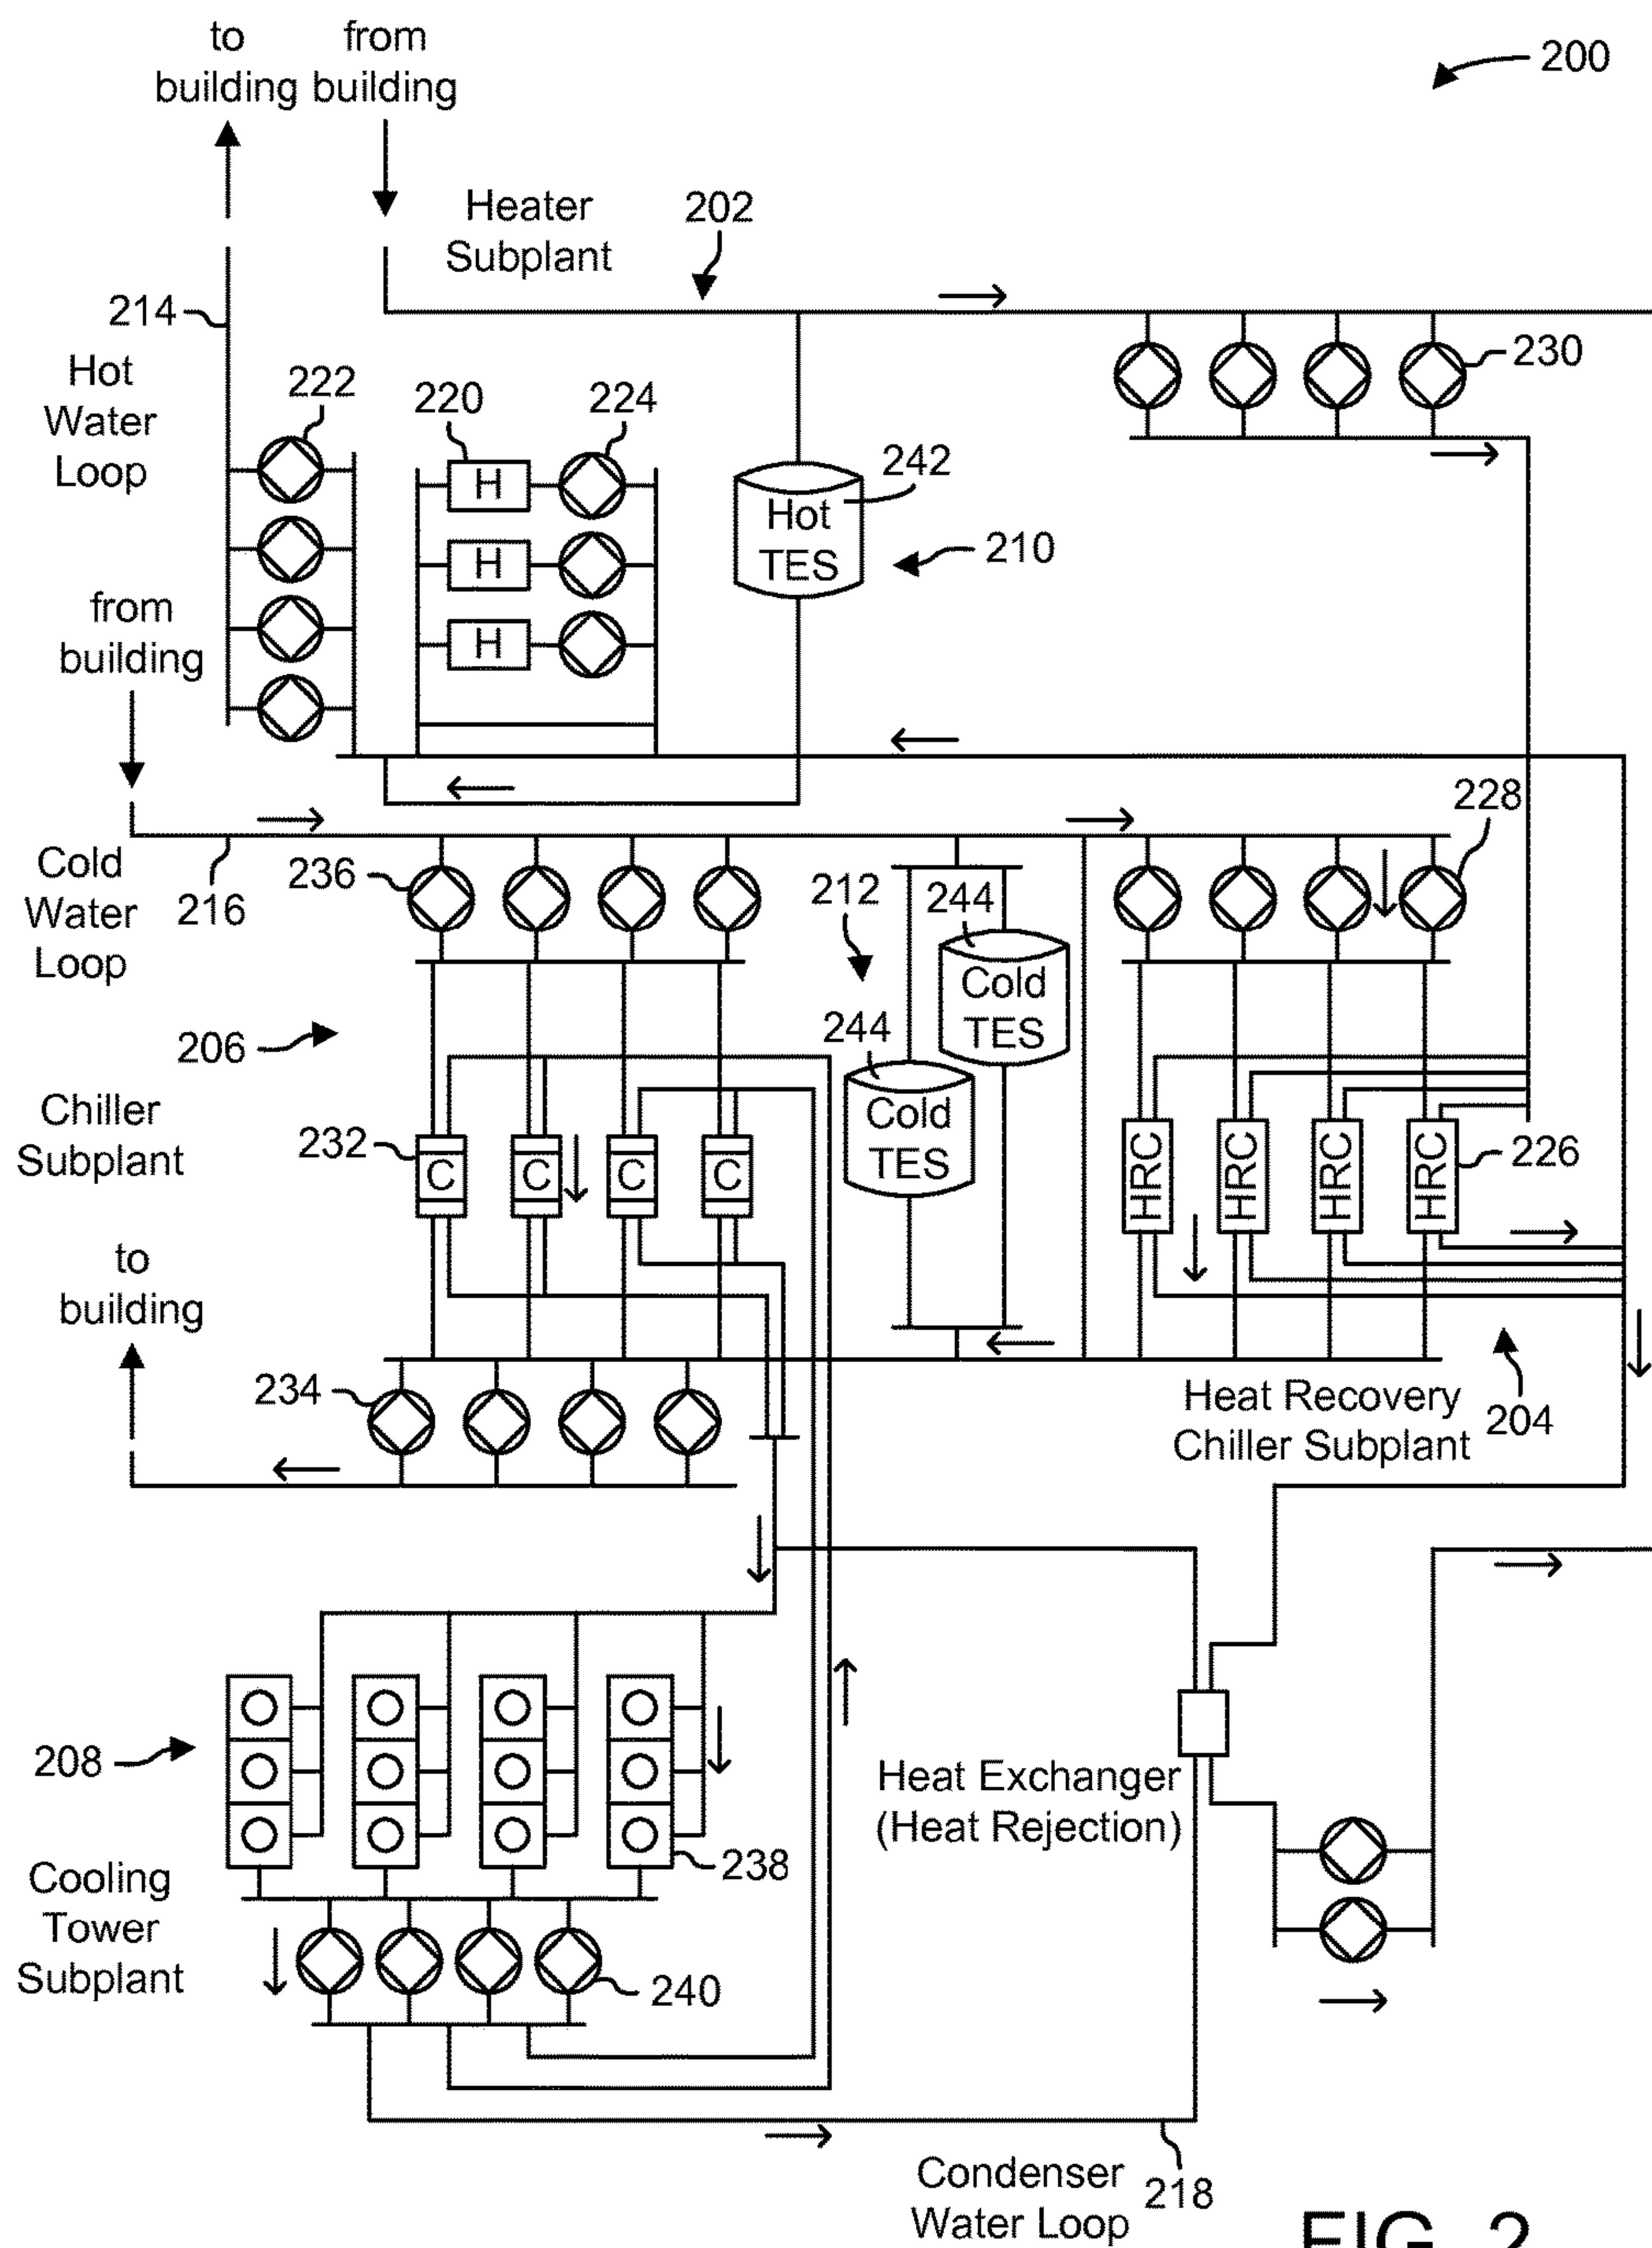 to
building
from
building
200
Heater
Subplant
202
214
Hot
Water
Loop
222
220
224
230
H
H
H
242
Hot
TES
210
from
building
228
Cold
Water
Loop
216
236
212
244
Cold
TES
244
Cold
TES
206
Chiller
Subplant
232
C
C
C
C
HRC
HRC
HRC
HRC
226
to
building
234
Heat Recovery
Chiller Subplant
204
208
Heat Exchanger
(Heat Rejection)
238
Cooling
Tower
Subplant
240
Condenser
Water Loop
218
FIG. 2